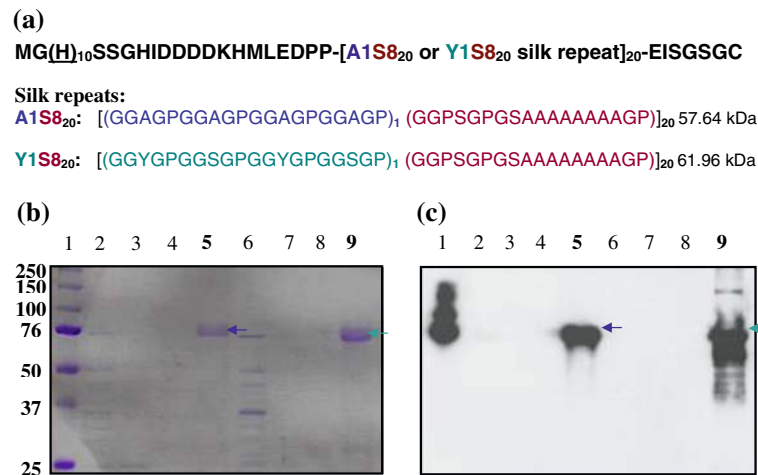 (a)
MG(H)10SSGHIDDDDKHMLEDPP-[A1S820 or Y1S820 silk repeat]20-EISGSGC
Silk repeats:
A1S820: [(GGAGPGGAGPGGAGPGGAGP)1 (GGPSGPGSAAAAAAAAGP)]20 57.64 kDa
Y1S820: [(GGYGPGGSGPGGYGPGGSGP)1 (GGPSGPGSAAAAAAAAGP)]20 61.96 kDa
(b)
1 2 3 4 5 6 7 8 9
250
150
100
76
50
37
25
(c)
1 2 3 4 5 6 7 8 9